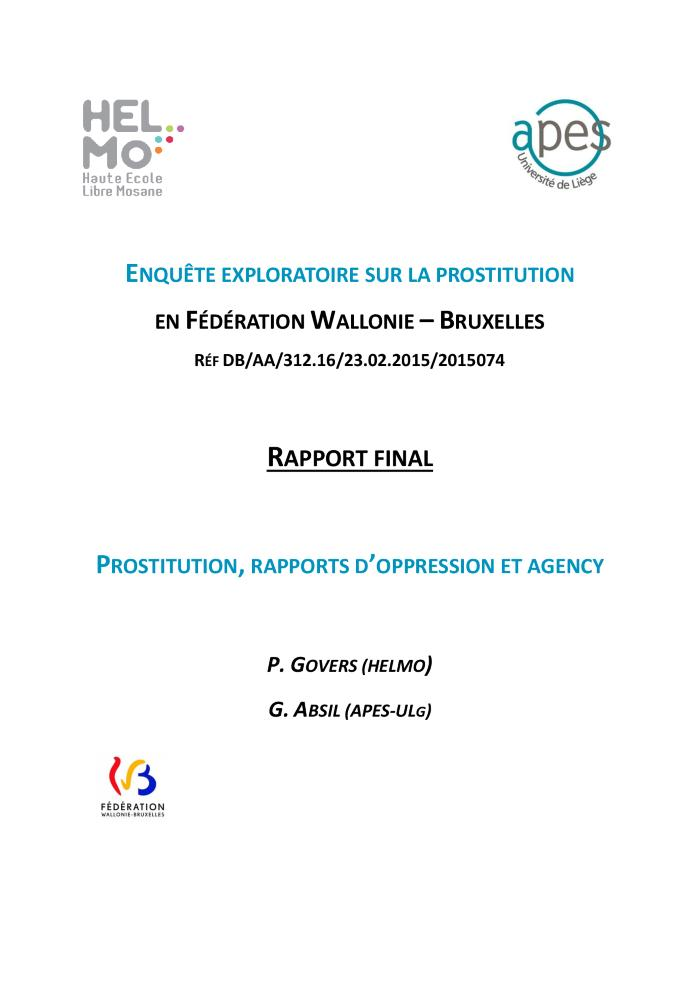 HEL
MO
Haute Ecole
Libre Mosane
apes
Université de Liège
ENQUÊTE EXPLORATOIRE SUR LA PROSTITUTION
EN FÉDÉRATION WALLONIE – BRUXELLES
RÉF DB/AA/312.16/23.02.2015/2015074
RAPPORT FINAL
PROSTITUTION, RAPPORTS D’OPPRESSION ET AGENCY
P. GOVERS (HELMO)
G. ABSIL (APES-ULG)
FÉDÉRATION
WALLONIE-BRUXELLES